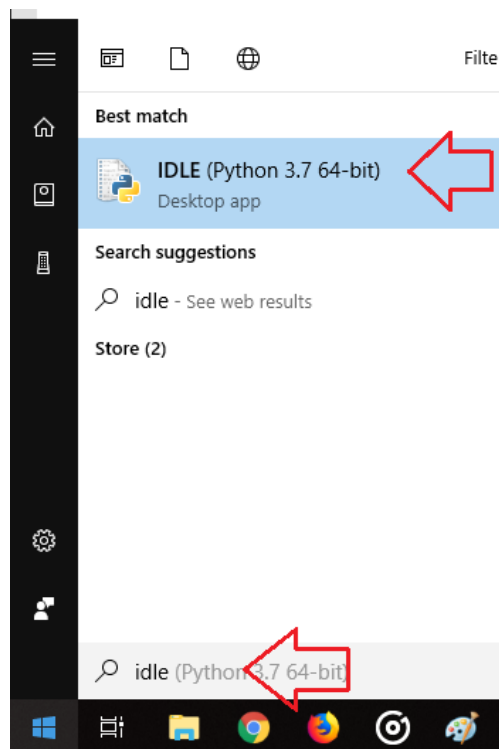 Filte
Best match
IDLE (Python 3.7 64-bit)
Desktop app
Search suggestions
idle - See web results
Store (2)
idle (Python 3.7 64-bit)